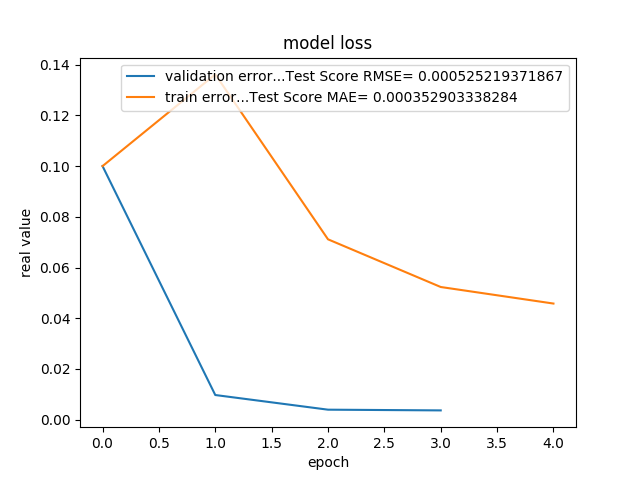 model loss
validation error...Test Score RMSE= 0.000525219371867
train error...Test Score MAE= 0.000352903338284
real value
0.14
0.12
0.10
0.08
0.06
0.04
0.02
0.00
0.0 0.5 1.0 1.5 2.0 2.5 3.0 3.5 4.0
epoch